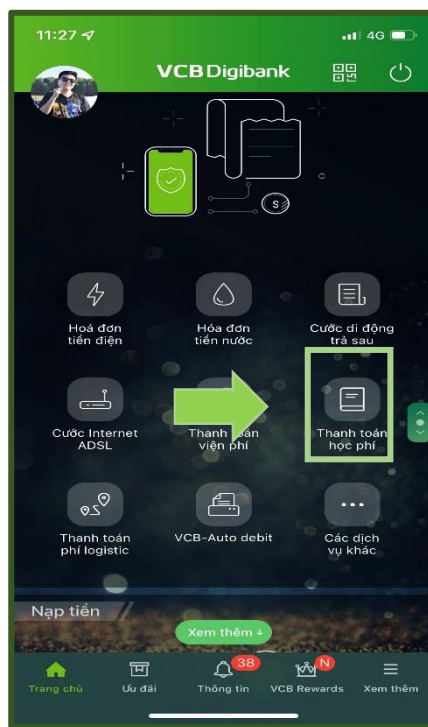 11:27
4G
VCB Digibank
S
Hoá đơn
tiền điện
Hóa đơn
tiền nước
Cước di động
trả sau
Cước Internet
ADSL
Thanh toán
viện phí
Thanh toán
học phí
Thanh toán
phí logistic
VCB-Auto debit
Các dịch
vụ khác
Nạp tiền
Xem thêm
38
N
Trang chủ
Ưu đãi
Thông tin
VCB Rewards
Xem thêm